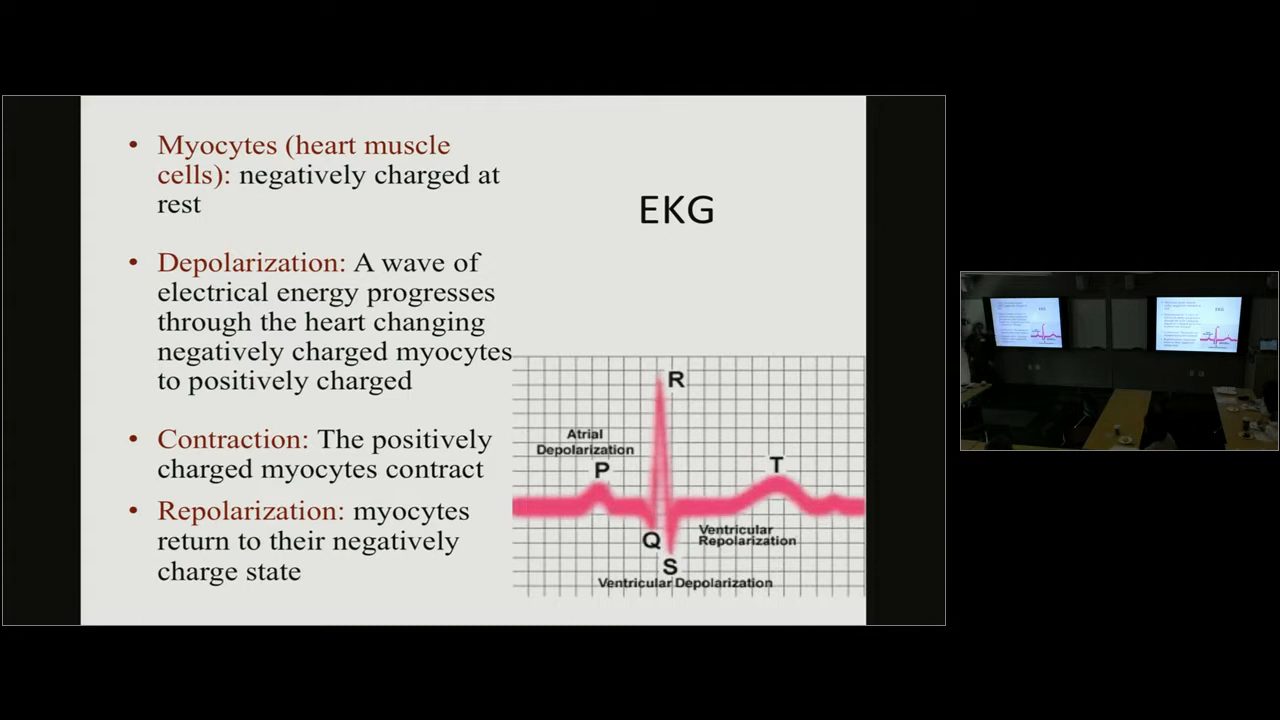 • Myocytes (heart muscle
cells): negatively charged at
rest
• Depolarization: A wave of
electrical energy progresses
through the heart changing
negatively charged myocytes
to positively charged
• Contraction: The positively
charged myocytes contract
• Repolarization: myocytes
return to their negatively
charge state
EKG
R
Atrial
Depolarization
P
T
Q
Ventricular
Repolarization
S
Ventricular Depolarization
EKG
EKG